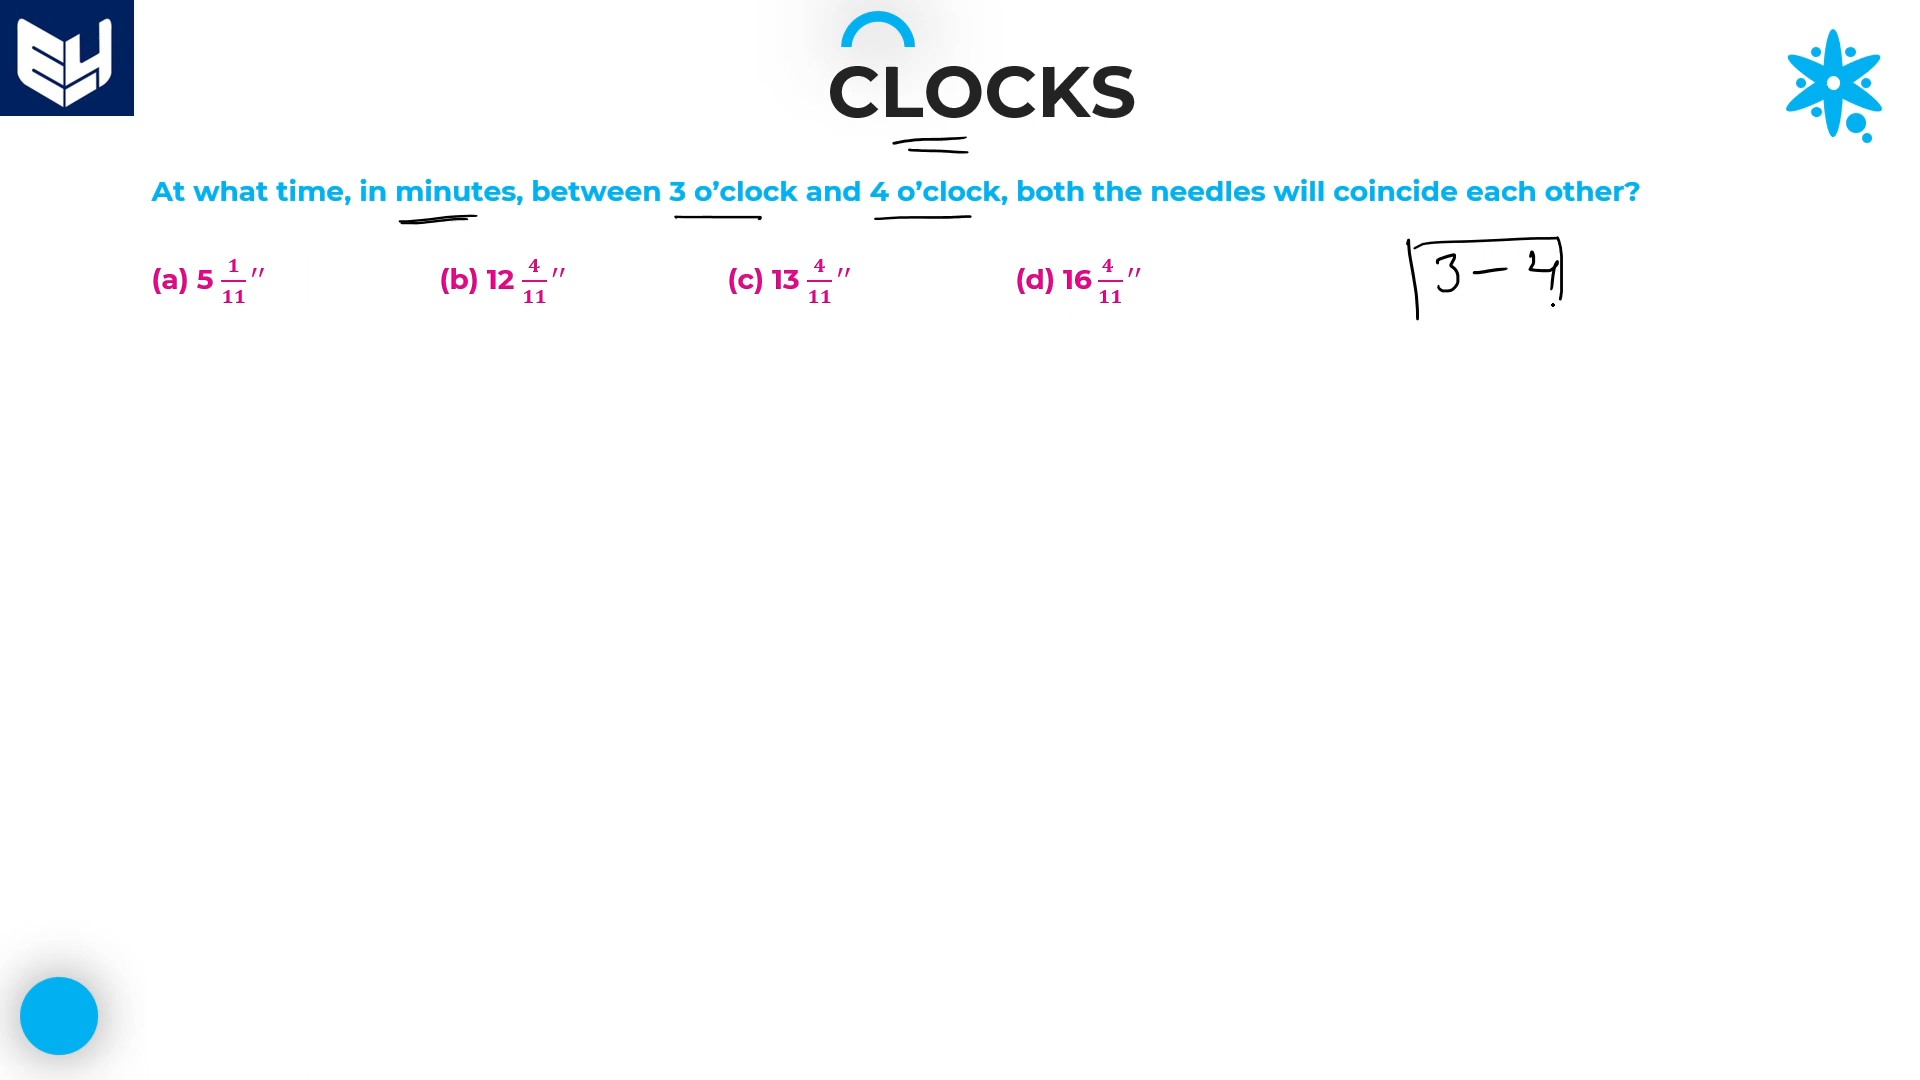 CLOCKS
At what time, in minutes, between 3 o’clock and 4 o’clock, both the needles will coincide each other?
(a) 5 1/11 ′′ (b) 12 4/11 ′′ (c) 13 4/11 ′′ (d) 16 4/11 ′′
3 – 4